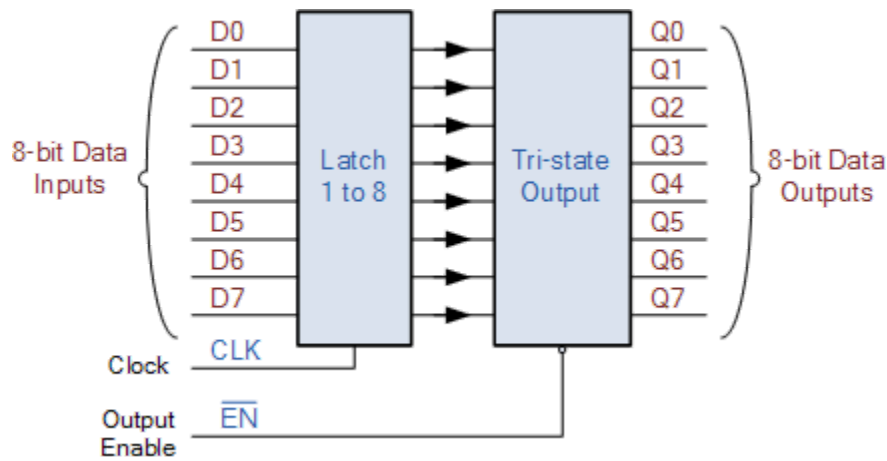 D0
D1
D2
D3
D4
D5
D6
D7
8-bit Data
Inputs
Latch
1 to 8
Tri-state
Output
Q0
Q1
Q2
Q3
Q4
Q5
Q6
Q7
8-bit Data
Outputs
Clock
CLK
Output
Enable
E̅N̅